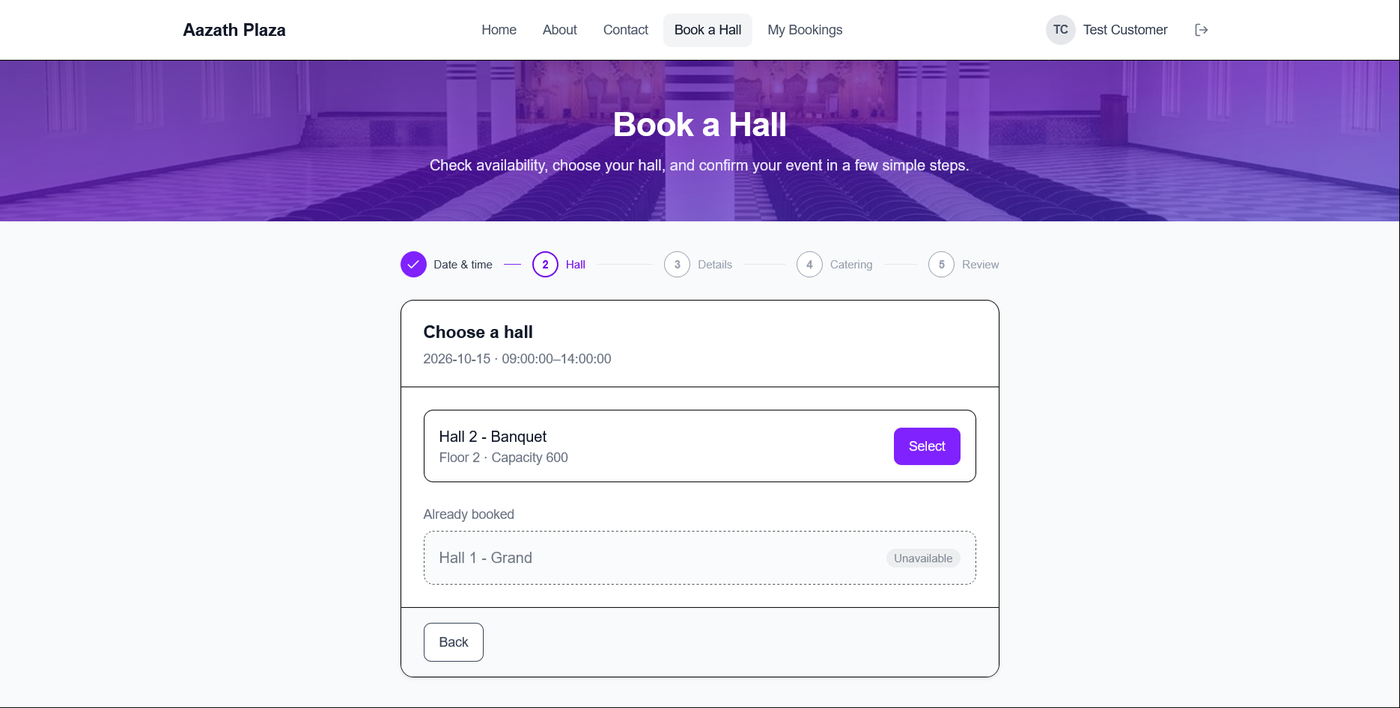 Aazath Plaza
Home About Contact Book a Hall My Bookings
TC Test Customer
Book a Hall
Check availability, choose your hall, and confirm your event in a few simple steps.
Date & time 2 Hall 3 Details 4 Catering 5 Review
Choose a hall
2026-10-15 · 09:00:00–14:00:00
Hall 2 - Banquet
Floor 2 · Capacity 600
Select
Already booked
Hall 1 - Grand
Unavailable
Back